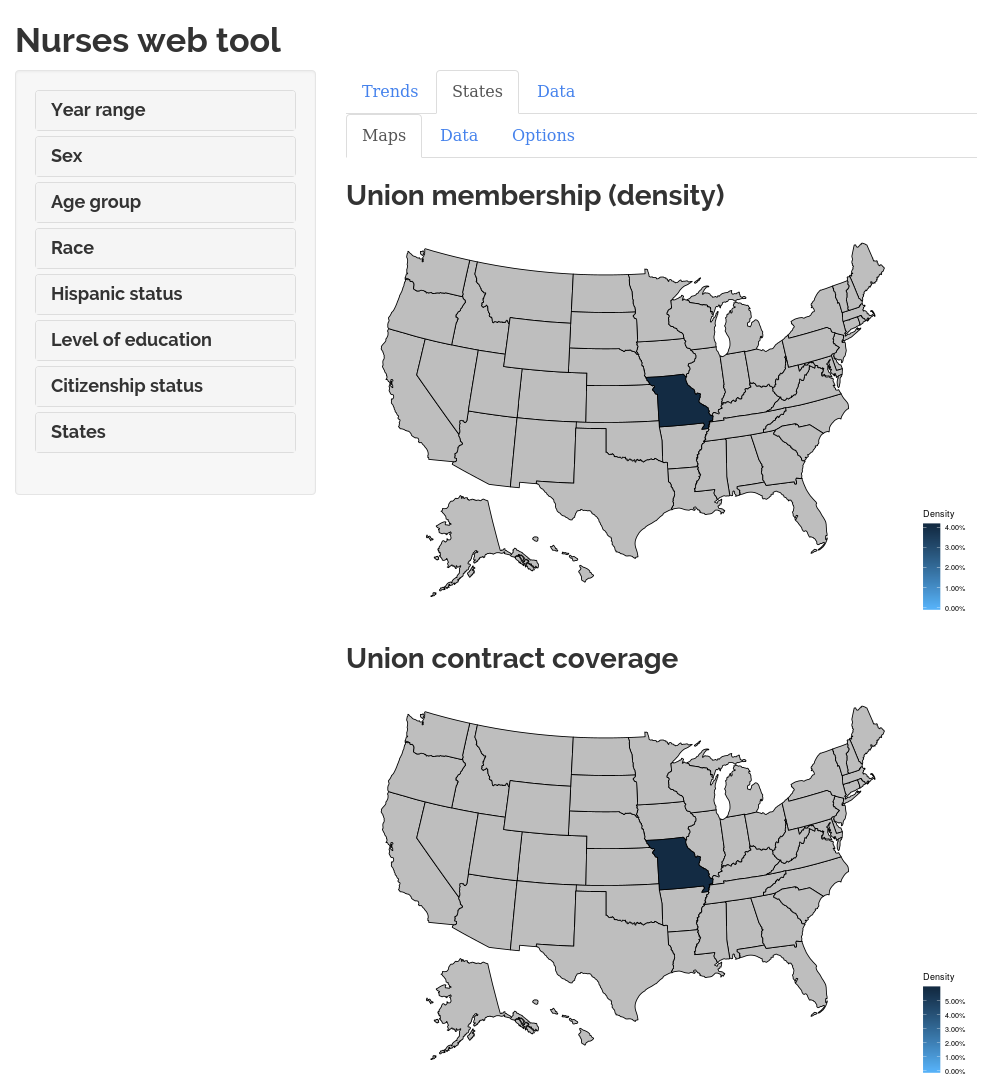 Nurses web tool
Year range
Sex
Age group
Race
Hispanic status
Level of education
Citizenship status
States
Trends States Data
Maps Data Options
Union membership (density)
Density
4.00%
3.00%
2.00%
1.00%
0.00%
Union contract coverage
Density
5.00%
4.00%
3.00%
2.00%
1.00%
0.00%